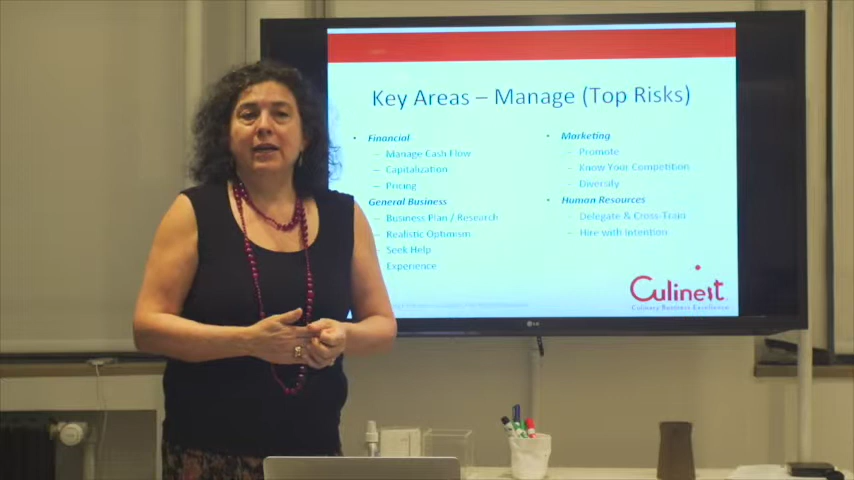 Key Areas – Manage (Top Risks)
• Financial
– Manage Cash Flow
– Capitalization
– Pricing
General Business
– Business Plan / Research
– Realistic Optimism
– Seek Help
Experience
• Marketing
– Promote
– Know Your Competition
– Diversify
• Human Resources
– Delegate & Cross-Train
– Hire with Intention
Culinest
Culinary Business Excellence
LG